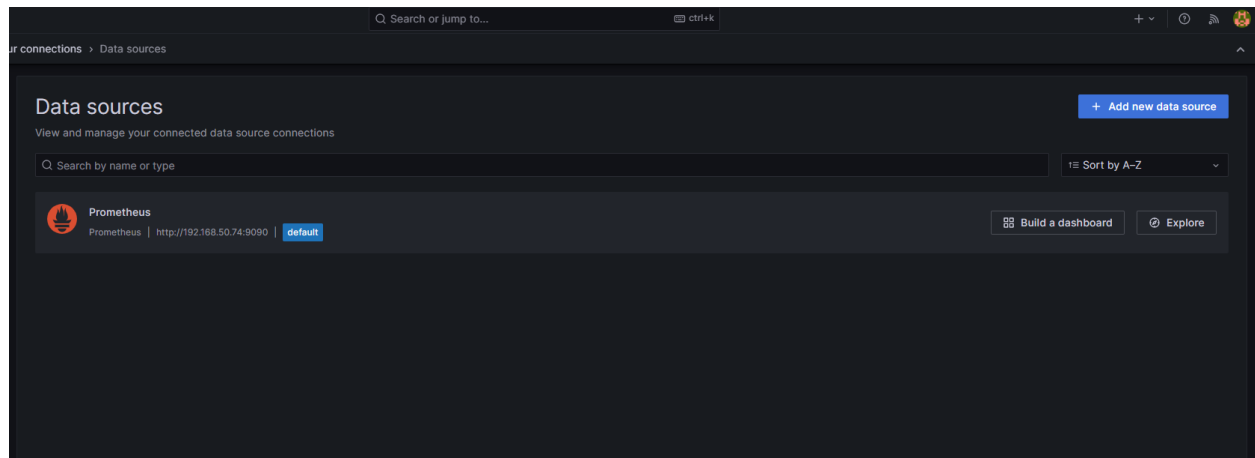 Search or jump to... ctrl+k
ur connections › Data sources
Data sources
+ Add new data source
View and manage your connected data source connections
Search by name or type
Sort by A–Z
Prometheus
Prometheus | http://192.168.50.74:9090 | default
Build a dashboard
Explore